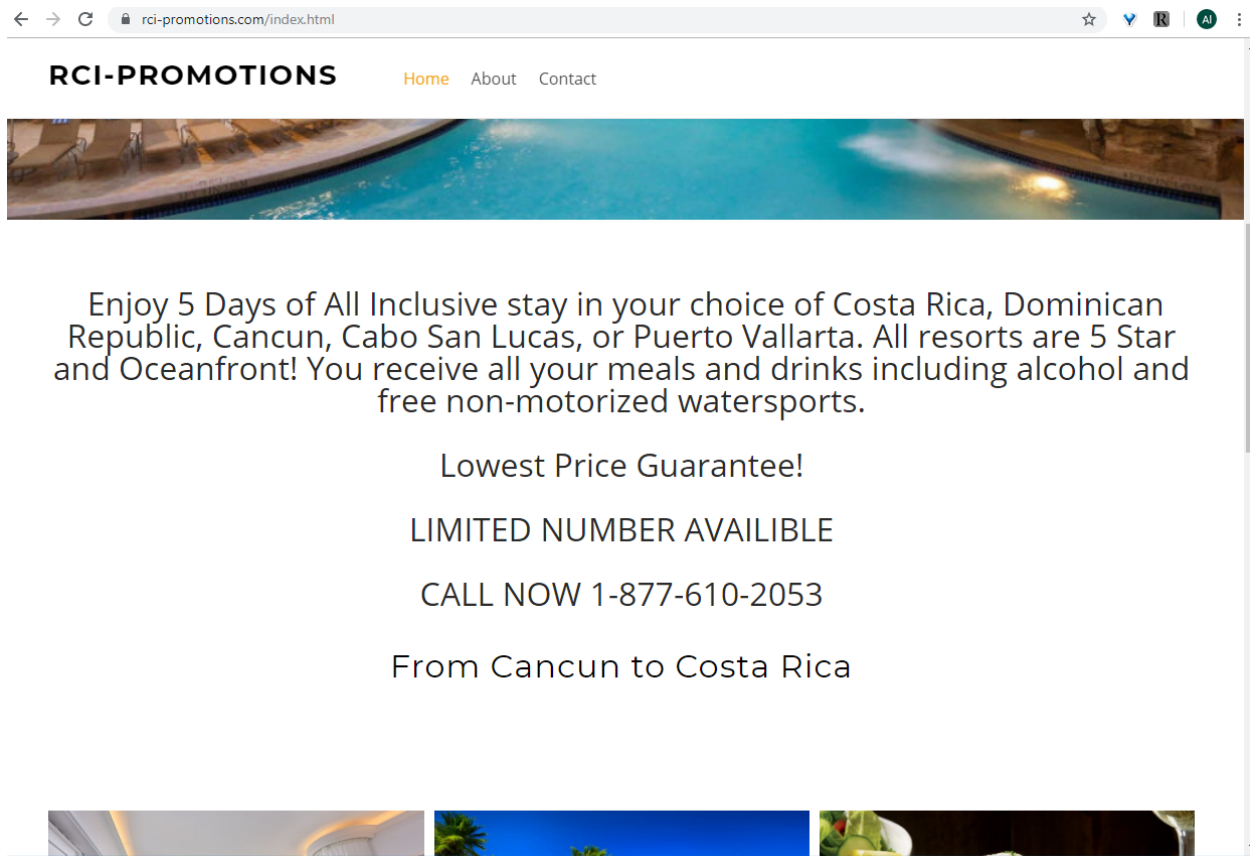 rci-promotions.com/index.html
AI
RCI-PROMOTIONS
Home About Contact
Enjoy 5 Days of All Inclusive stay in your choice of Costa Rica, Dominican
Republic, Cancun, Cabo San Lucas, or Puerto Vallarta. All resorts are 5 Star
and Oceanfront! You receive all your meals and drinks including alcohol and
free non-motorized watersports.
Lowest Price Guarantee!
LIMITED NUMBER AVAILIBLE
CALL NOW 1-877-610-2053
From Cancun to Costa Rica